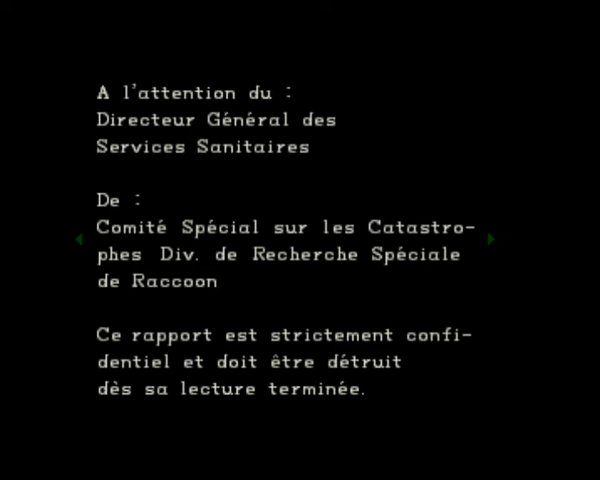 A l'attention du :
Directeur Général des
Services Sanitaires
De :
Comité Spécial sur les Catastro-
phes Div. de Recherche Spéciale
de Raccoon
Ce rapport est strictement confi-
dentiel et doit être détruit
dès sa lecture terminée.